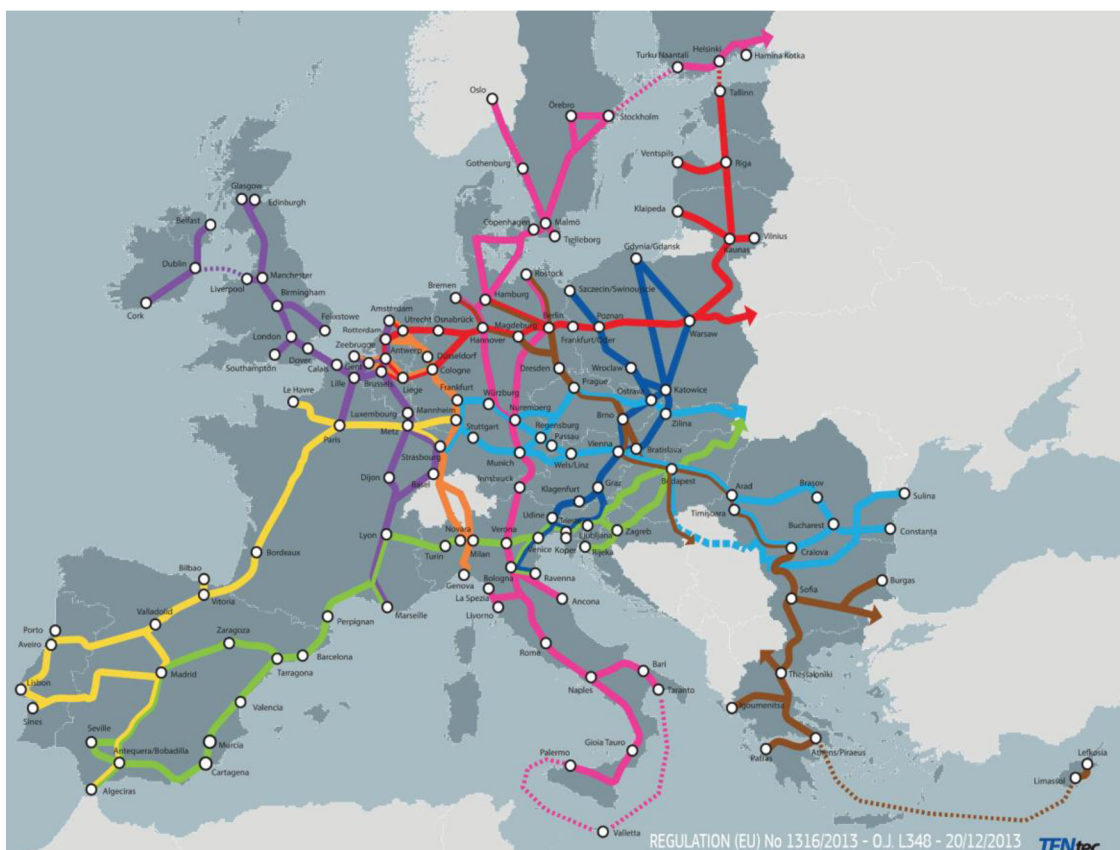 Helsinki
Turku Naantali
Hamina Kotka
Oslo
Örebro
Stockholm
Tallinn
Ventspils
Riga
Gothenburg
Glasgow
Edinburgh
Klaipeda
Belfast
Copenhagen
Malmö
Trelleborg
Vilnius
Kaunas
Gdynia/Gdansk
Dublin
Rostock
Manchester
Liverpool
Szczecin/Swinoujscie
Bremen
Hamburg
Birmingham
Cork
Felixstowe
Amsterdam
Utrecht
Osnabrück
Magdeburg
Berlin
Poznan
Warsaw
Rotterdam
London
Zeebrugge
Hannover
Frankfurt/Oder
Dover
Antwerp
Düsseldorf
Southampton
Calais
Gent
Cologne
Dresden
Wroclaw
Lille
Brussels
Liege
Frankfurt
Prague
Ostrava
Katowice
Le Havre
Würzburg
Luxembourg
Mannheim
Nuremberg
Brno
Zilina
Paris
Metz
Stuttgart
Regensburg
Passau
Vienna
Strasbourg
Bratislava
Munich
Wels/Linz
Dijon
Basel
Innsbruck
Budapest
Klagenfurt
Graz
Arad
Braşov
Sulina
Timişoara
Udine
Trieste
Novara
Verona
Ljubljana
Zagreb
Bucharest
Constanţa
Lyon
Turin
Milan
Venice
Koper
Rijeka
Craiova
Bordeaux
Bilbao
Genova
Bologna
Ravenna
Burgas
Vitoria
La Spezia
Sofia
Valladolid
Marseille
Livorno
Ancona
Perpignan
Porto
Zaragoza
Aveiro
Rome
Barcelona
Bari
Madrid
Tarragona
Thessaloniki
Lisbon
Naples
Taranto
Valencia
Igoumenitsa
Sines
Seville
Murcia
Gioia Tauro
Antequera/Bobadilla
Palermo
Patras
Athens/Piraeus
Lefkosia
Cartagena
Limassol
Algeciras
Valletta
REGULATION (EU) No 1316/2013 - O.J. L348 - 20/12/2013
TENtec